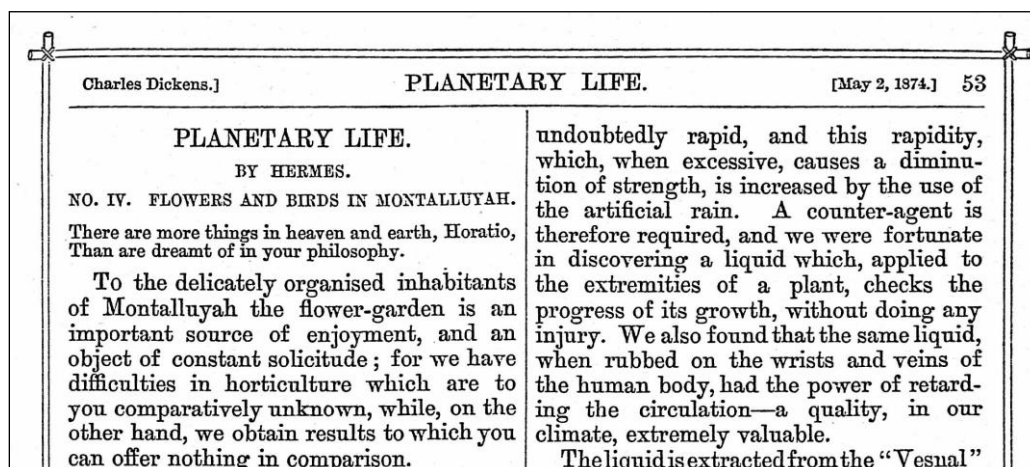 Charles Dickens.] PLANETARY LIFE. [May 2, 1874.] 53
PLANETARY LIFE.
BY HERMES.
NO. IV. FLOWERS AND BIRDS IN MONTALLUYAH.
There are more things in heaven and earth, Horatio,
Than are dreamt of in your philosophy.
To the delicately organised inhabitants
of Montalluyah the flower-garden is an
important source of enjoyment, and an
object of constant solicitude; for we have
difficulties in horticulture which are to
you comparatively unknown, while, on the
other hand, we obtain results to which you
can offer nothing in comparison.
undoubtedly rapid, and this rapidity,
which, when excessive, causes a diminu-
tion of strength, is increased by the use of
the artificial rain. A counter-agent is
therefore required, and we were fortunate
in discovering a liquid which, applied to
the extremities of a plant, checks the
progress of its growth, without doing any
injury. We also found that the same liquid,
when rubbed on the wrists and veins of
the human body, had the power of retard-
ing the circulation—a quality, in our
climate, extremely valuable.
The liquid is extracted from the "Vesual"